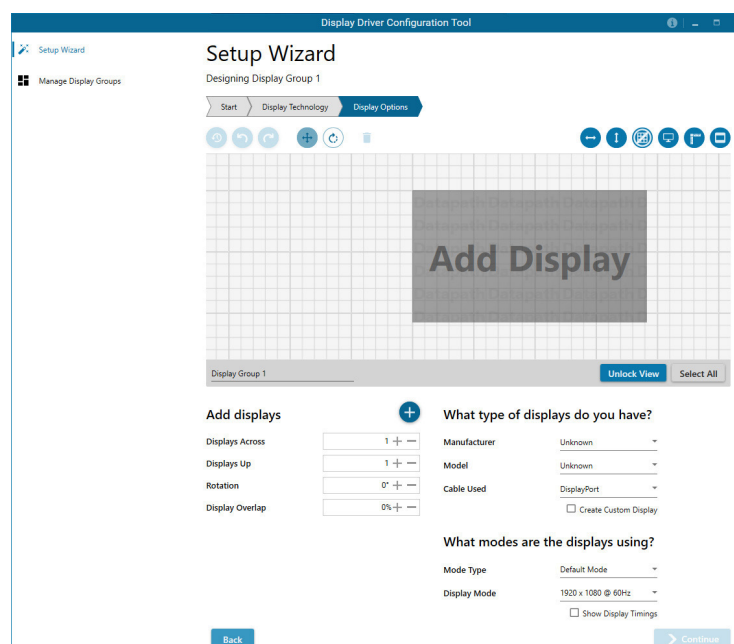 Display Driver Configuration Tool
Setup Wizard
Manage Display Groups
Setup Wizard
Designing Display Group 1
Start
Display Technology
Display Options
Add Display
Display Group 1
Unlock View
Select All
Add displays
Displays Across 1
Displays Up 1
Rotation 0°
Display Overlap 0%
What type of displays do you have?
Manufacturer Unknown
Model Unknown
Cable Used DisplayPort
Create Custom Display
What modes are the displays using?
Mode Type Default Mode
Display Mode 1920 x 1080 @ 60Hz
Show Display Timings
Back
Continue